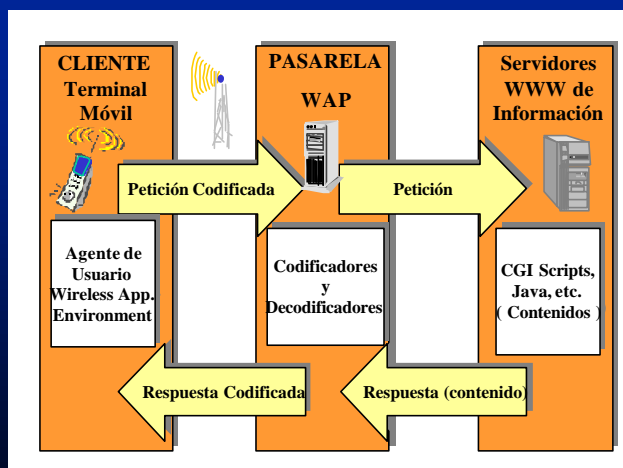 CLIENTE
Terminal
Móvil
PASARELA
WAP
Servidores
WWW de
Información
Petición Codificada
Petición
Agente de
Usuario
Wireless App.
Environment
Codificadores
y
Decodificadores
CGI Scripts,
Java, etc.
( Contenidos )
Respuesta Codificada
Respuesta (contenido)